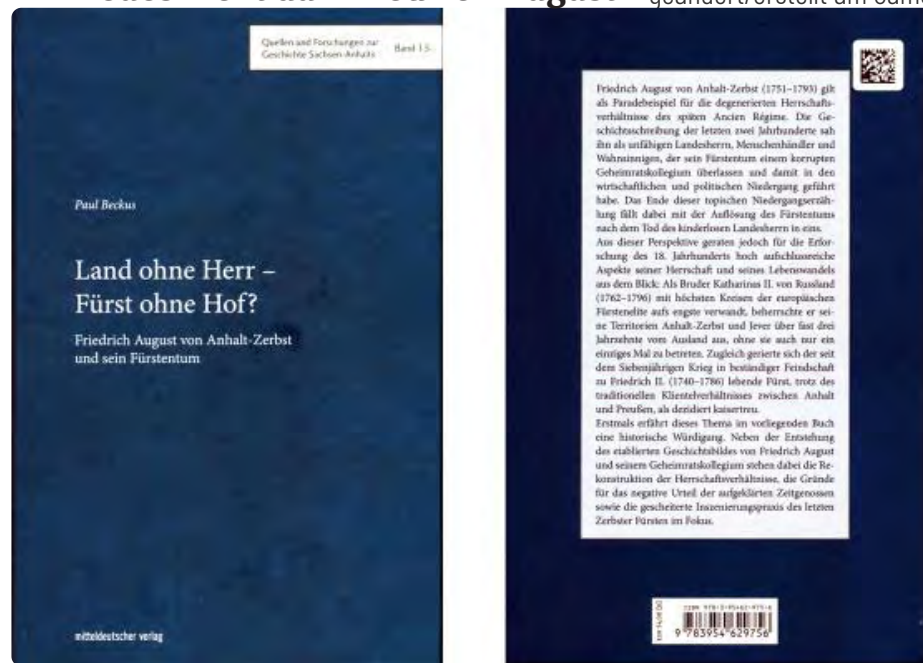 August
geändert/erstellt am
Quellen und Forschungen zur
Geschichte Sachsen-Anhalts
Band 15
Paul Beckus
Land ohne Herr –
Fürst ohne Hof?
Friedrich August von Anhalt-Zerbst
und sein Fürstentum
mitteldeutscher verlag
Friedrich August von Anhalt-Zerbst (1751–1793) gilt
als Paradebeispiel für die degenerierten Herrschafts-
verhältnisse des späten Ancien Régime. Die Ge-
schichtsschreibung der letzten zwei Jahrhunderte sah
ihn als unfähigen Landesherrn, Menschenhändler und
Wahnsinnigen, der sein Fürstentum einem korrupten
Geheimratskollegium überlassen und damit in den
wirtschaftlichen und politischen Niedergang geführt
habe. Das Ende dieser topischen Niedergangserzäh-
lung fällt dabei mit der Auflösung des Fürstentums
nach dem Tod des kinderlosen Landesherrn in eins.
Aus dieser Perspektive geraten jedoch für die Erfor-
schung des 18. Jahrhunderts hoch aufschlussreiche
Aspekte seiner Herrschaft und seines Lebenswandels
aus dem Blick: Als Bruder Katharinas II. von Russland
(1762–1796) mit höchsten Kreisen der europäischen
Fürstenelite aufs engste verwandt, beherrschte er sei-
ne Territorien Anhalt-Zerbst und Jever über fast drei
Jahrzehnte vom Ausland aus, ohne sie auch nur ein
einziges Mal zu betreten. Zugleich gerierte sich der seit
dem Siebenjährigen Krieg in beständiger Feindschaft
zu Friedrich II. (1740–1786) lebende Fürst, trotz des
traditionellen Klientelverhältnisses zwischen Anhalt
und Preußen, als dezidiert kaisertreu.
Erstmals erfährt dieses Thema im vorliegenden Buch
eine historische Würdigung. Neben der Entstehung
des etablierten Geschichtsbildes von Friedrich August
und seinem Geheimratskollegium stehen dabei die Re-
konstruktion der Herrschaftsverhältnisse, die Gründe
für das negative Urteil der aufgeklärten Zeitgenossen
sowie die gescheiterte Inszenierungspraxis des letzten
Zerbster Fürsten im Fokus.
ISBN 978-3-95462-975-6
9 783954 629756